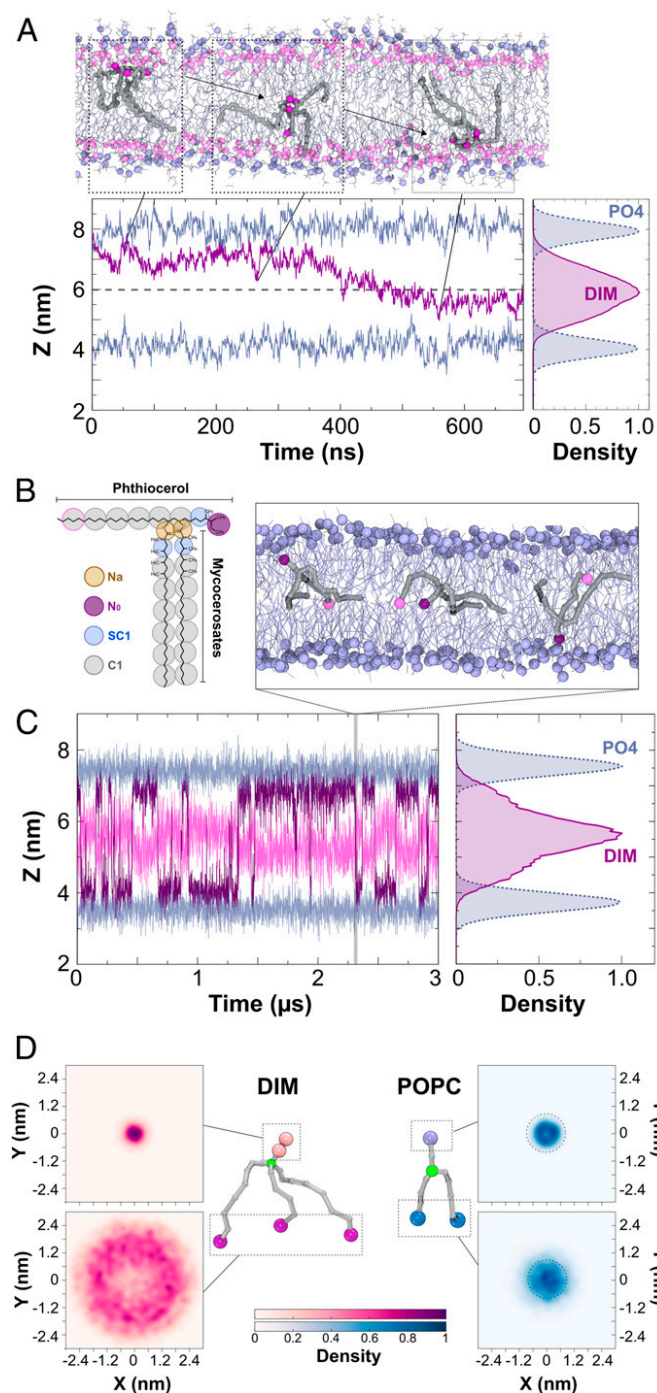 A
8
6
4
2
Z (nm)
0
200
400
600
Time (ns)
PO4
DIM
0
0.5
1.0
Density
B
Phthiocerol
Mycocerosates
Na
N0
SC1
C1
C
8
6
4
2
Z (nm)
0
1
2
3
Time (µs)
PO4
DIM
0
0.5
1.0
Density
D
DIM
POPC
2.4
1.2
0
-1.2
-2.4
Y (nm)
2.4
1.2
0
-1.2
-2.4
Y (nm)
-2.4
-1.2
0
1.2
2.4
X (nm)
0
0.2
0.4
0.6
0.8
1
Density
2.4
1.2
0
-1.2
-2.4
2.4
1.2
0
-1.2
-2.4
-2.4
-1.2
0
1.2
2.4
X (nm)